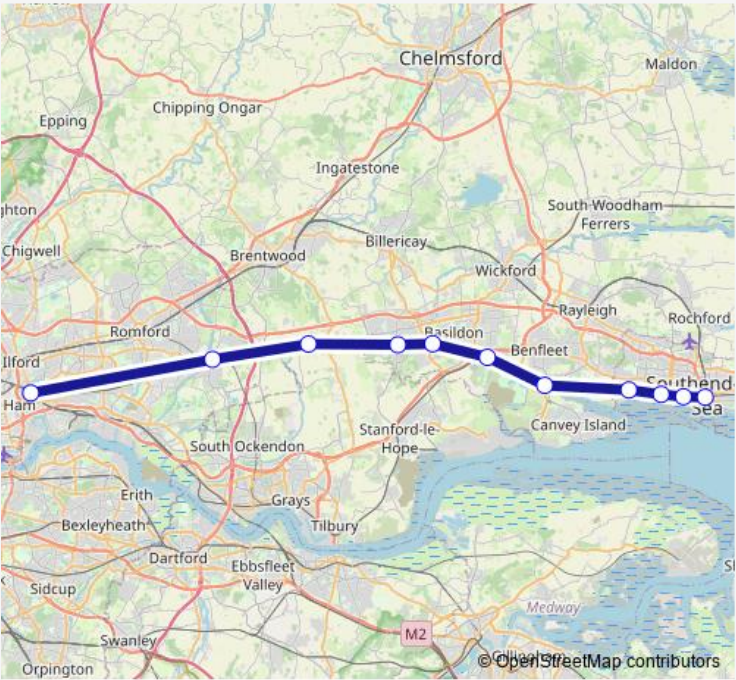 Chelmsford
Maldon
Chipping Ongar
Epping
Ingatestone
South Woodham
Ferrers
ghton
Chigwell
Billericay
Brentwood
Wickford
Rayleigh
Rochford
Romford
Basildon
Benfleet
Ilford
Southend
Ham
Sea
Canvey Island
Stanford-le
Hope
South Ockendon
Erith
Grays
Bexleyheath
Tilbury
Dartford
Ebbsfleet
Valley
Sidcup
Medway
M2
Swanley
Gillingham
© OpenStreetMap contributors
Orpington